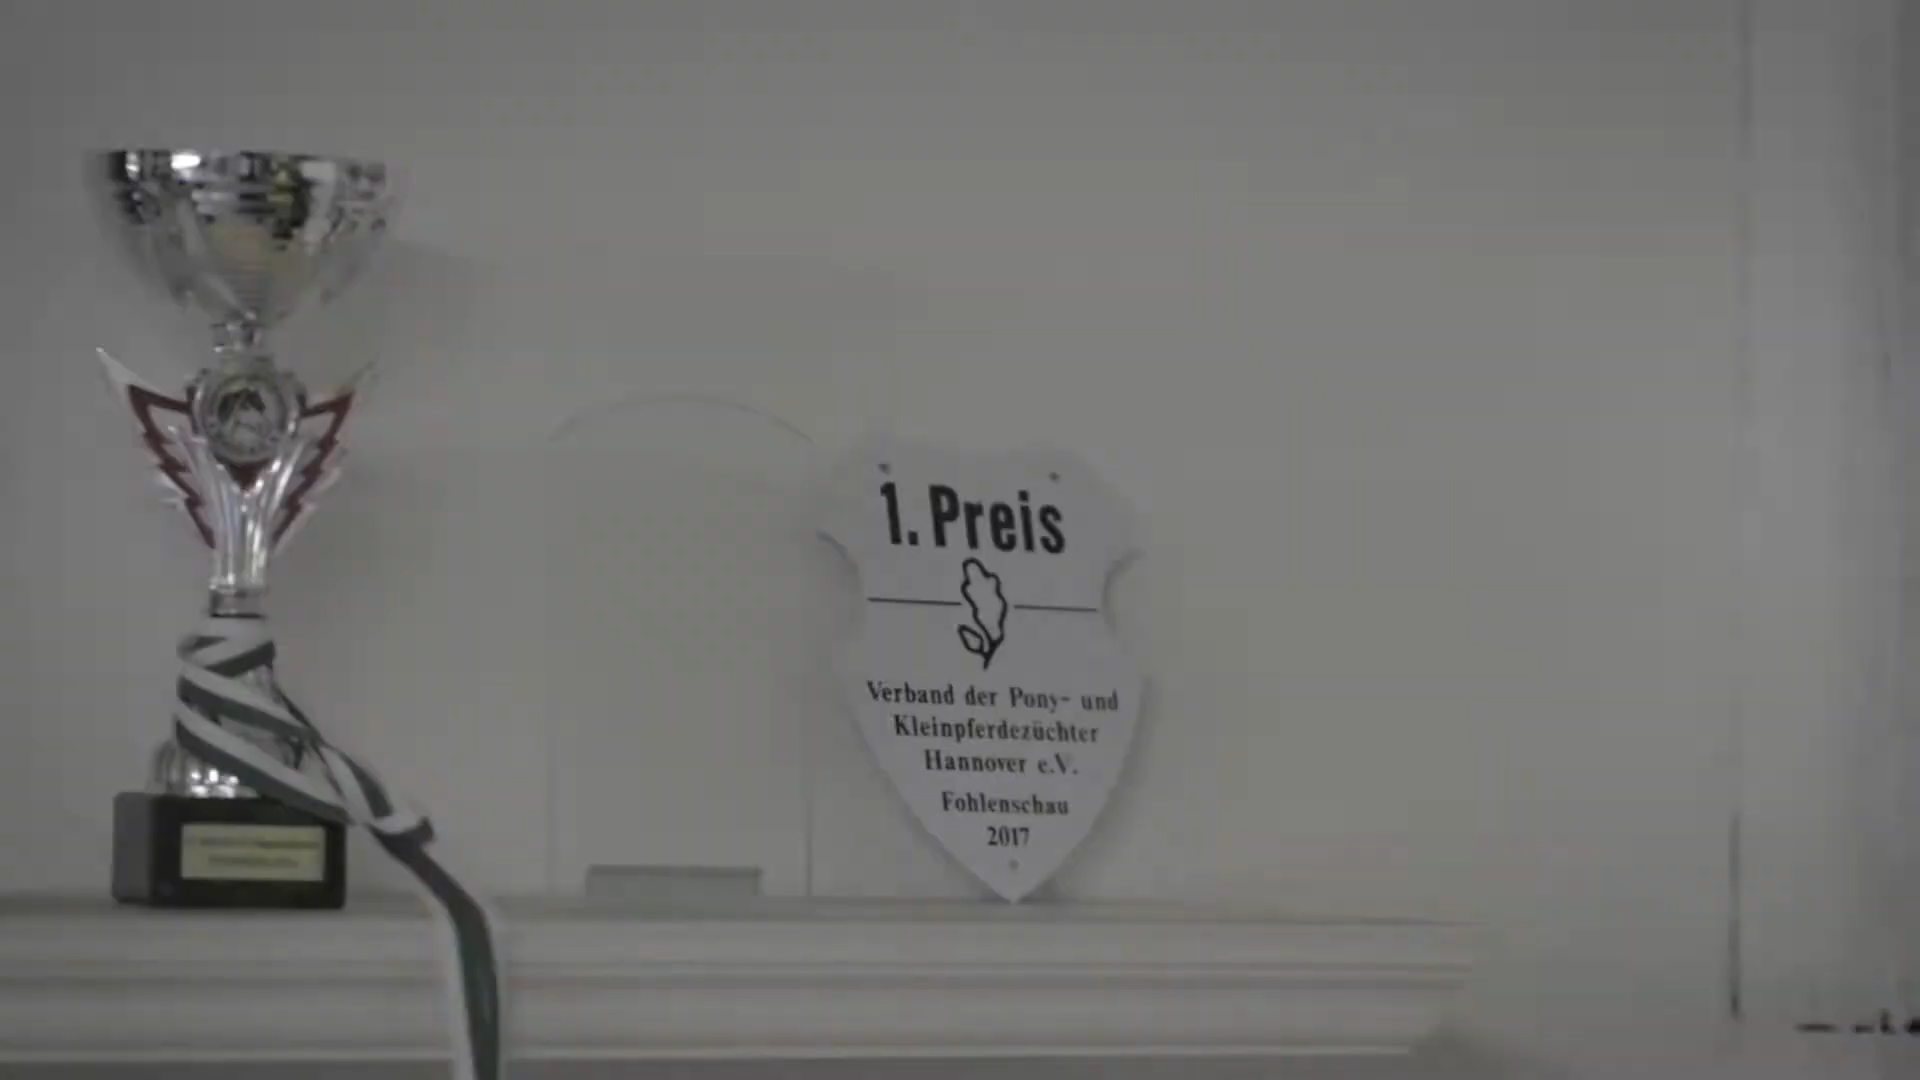 1. Preis
Verband der Pony- und
Kleinpferdezüchter
Hannover e.V.
Fohlenschau
2017